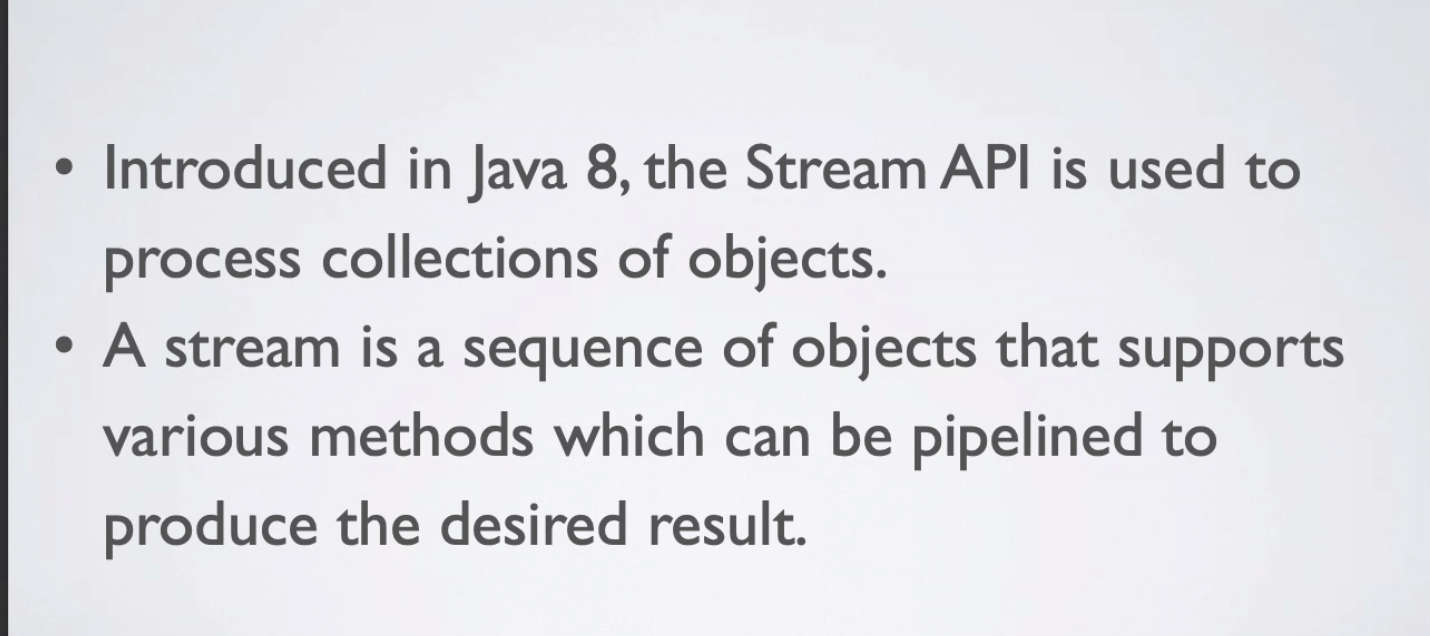 • Introduced in Java 8, the Stream API is used to
process collections of objects.
• A stream is a sequence of objects that supports
various methods which can be pipelined to
produce the desired result.